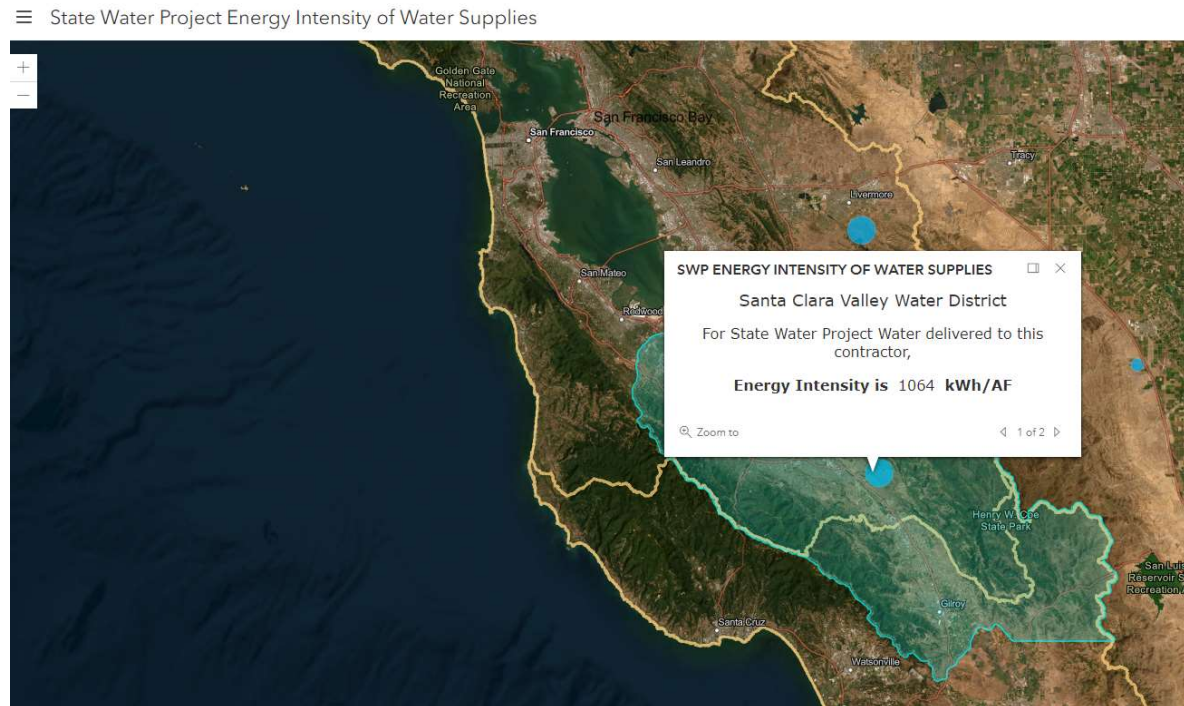 State Water Project Energy Intensity of Water Supplies
+
−
Golden Gate
National
Recreation
Area
San Francisco Bay
San Francisco
San Leandro
Tracy
Livermore
San Mateo
Redwood
SWP ENERGY INTENSITY OF WATER SUPPLIES
Santa Clara Valley Water District
For State Water Project Water delivered to this
contractor,
Energy Intensity is 1064 kWh/AF
Zoom to
1 of 2
Henry W. Coe
State Park
San Luis
Reservoir S
Recreation A
Gilroy
Santa Cruz
Watsonville